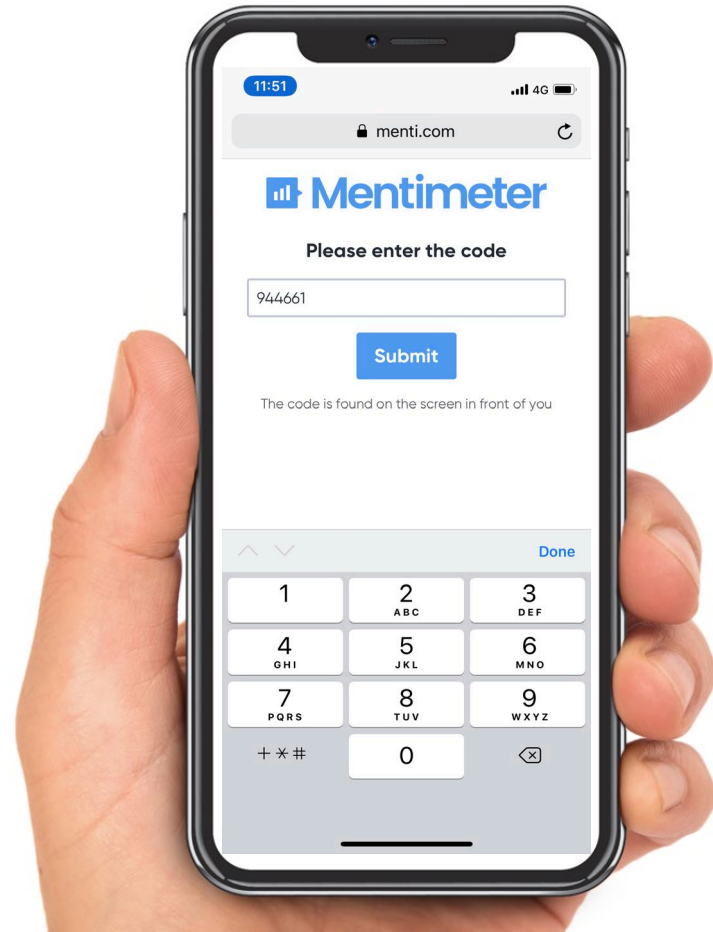 11:51
4G
menti.com
Mentimeter
Please enter the code
944661
Submit
The code is found on the screen in front of you
Done
1 2 3
ABC DEF
4 5 6
GHI JKL MNO
7 8 9
PQRS TUV WXYZ
+*# 0